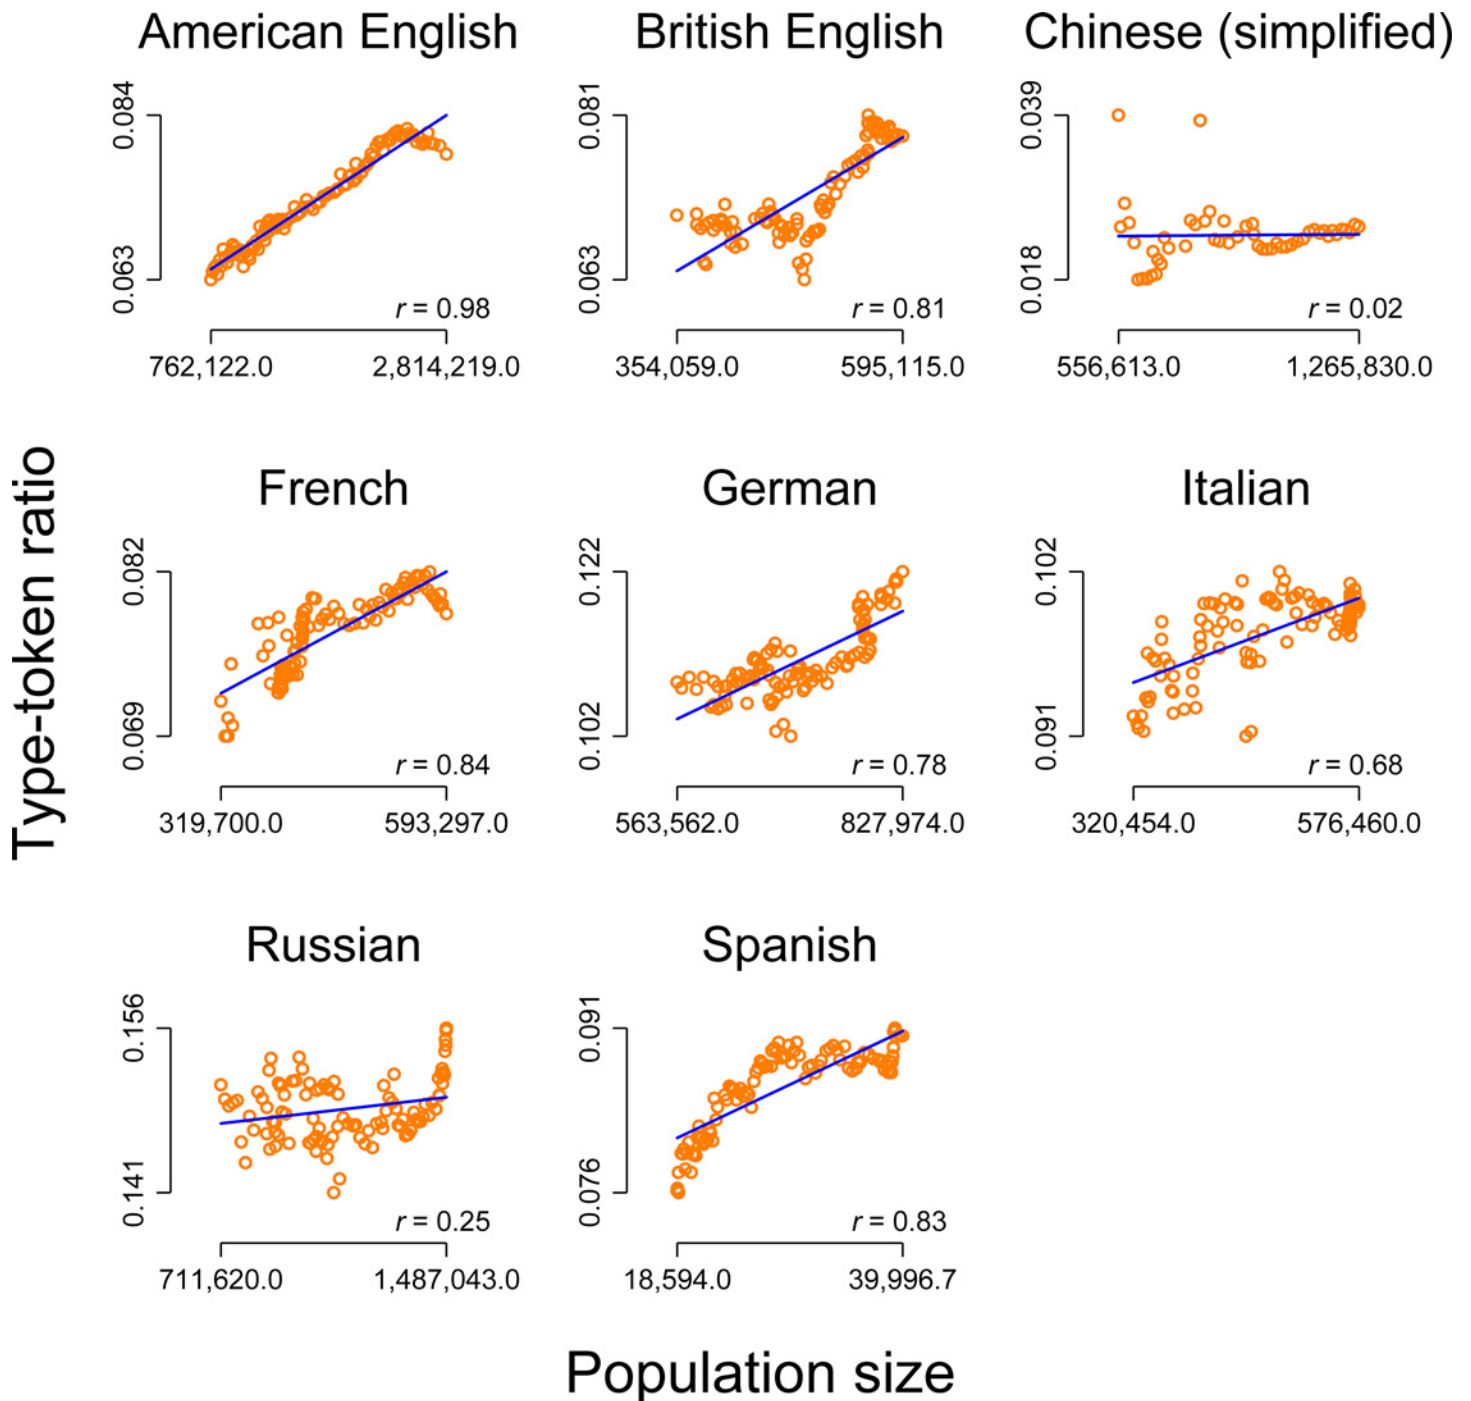 American English
British English
Chinese (simplified)
0.084
0.063
r = 0.98
762,122.0
2,814,219.0
0.081
0.063
r = 0.81
354,059.0
595,115.0
0.039
0.018
r = 0.02
556,613.0
1,265,830.0
Type-token ratio
French
German
Italian
0.082
0.069
r = 0.84
319,700.0
593,297.0
0.122
0.102
r = 0.78
563,562.0
827,974.0
0.102
0.091
r = 0.68
320,454.0
576,460.0
Russian
Spanish
0.156
0.141
r = 0.25
711,620.0
1,487,043.0
0.091
0.076
r = 0.83
18,594.0
39,996.7
Population size